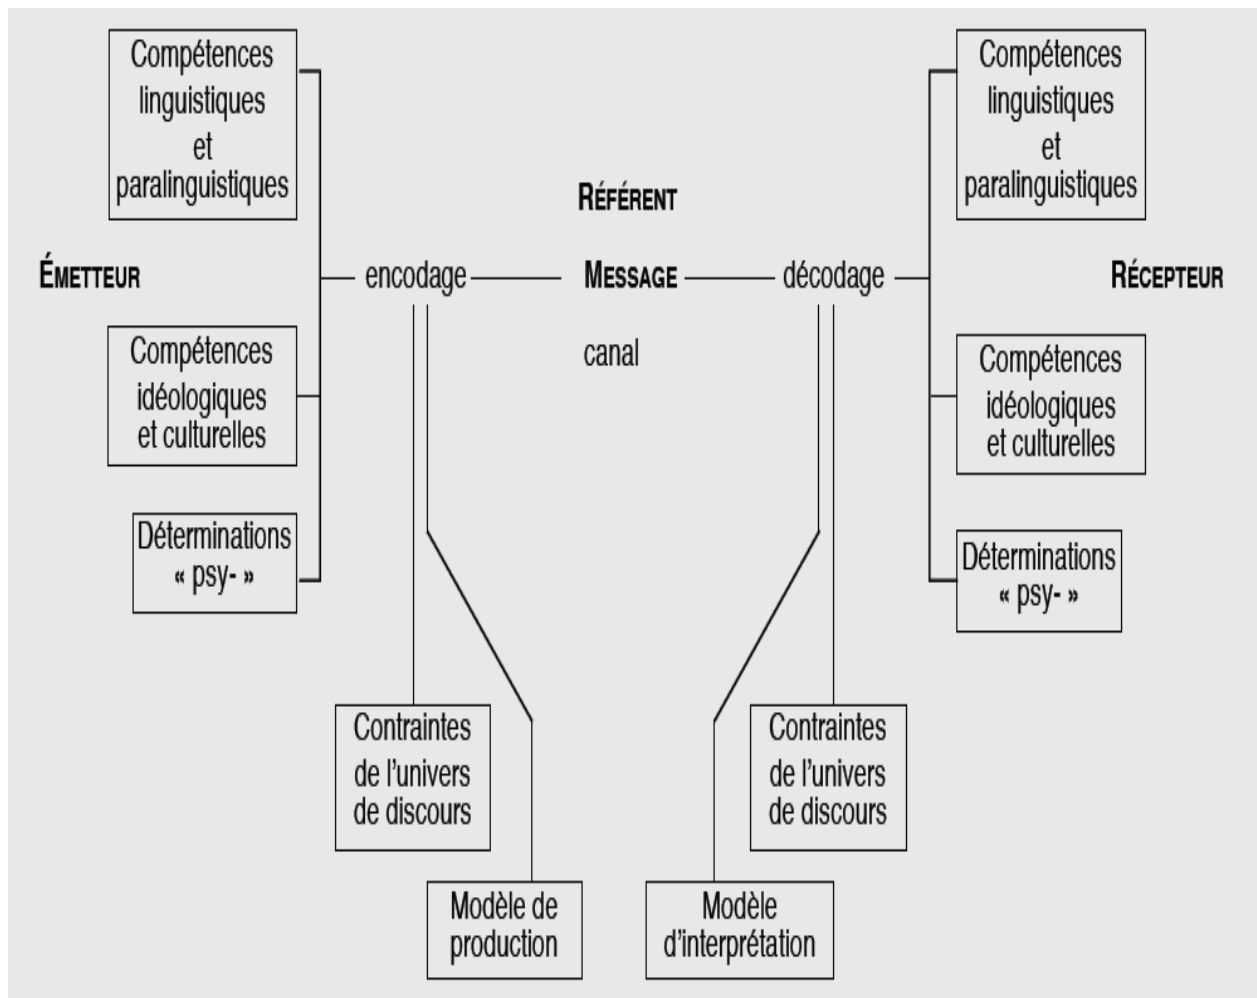 Compétences
linguistiques
et
paralinguistiques
Compétences
linguistiques
et
paralinguistiques
RÉFÉRENT
ÉMETTEUR
encodage
MESSAGE
décodage
RÉCEPTEUR
canal
Compétences
idéologiques
et culturelles
Compétences
idéologiques
et culturelles
Déterminations
« psy- »
Déterminations
« psy- »
Contraintes
de l'univers
de discours
Contraintes
de l'univers
de discours
Modèle de
production
Modèle
d'interprétation